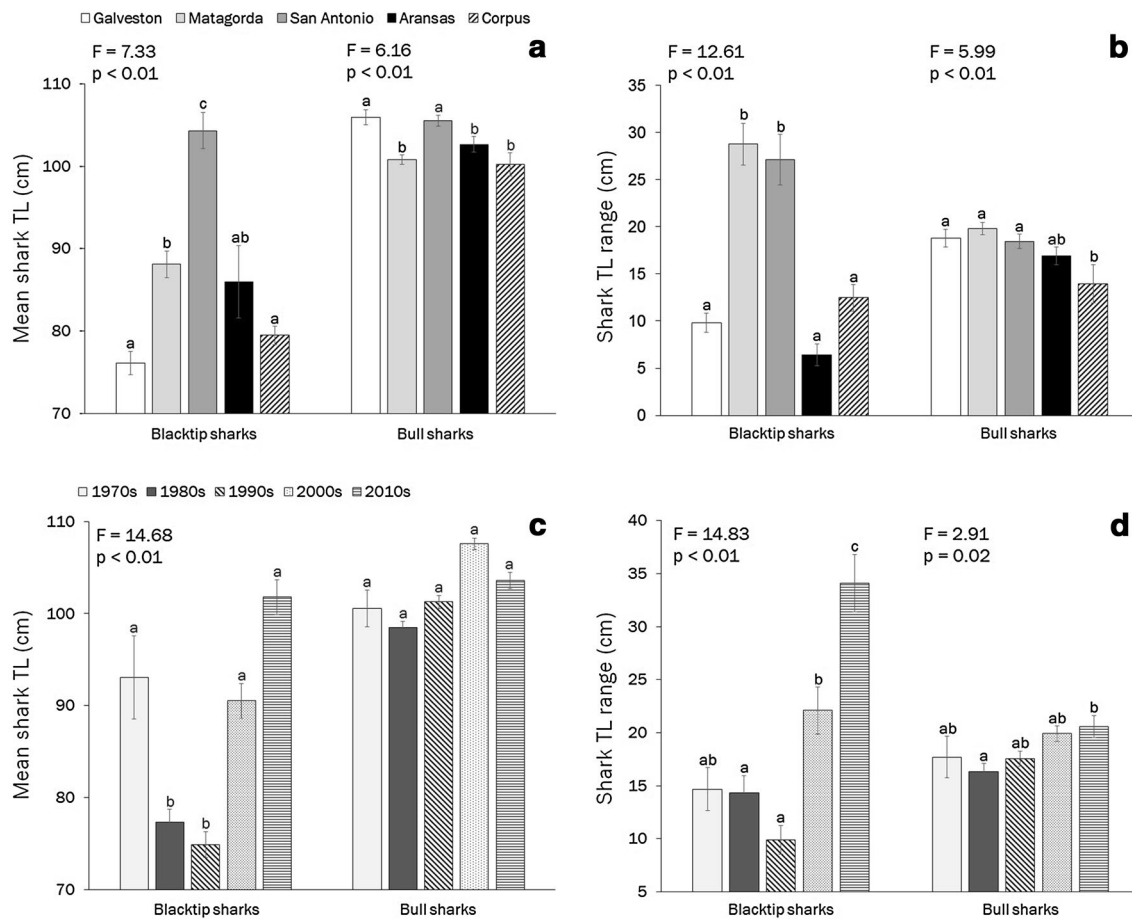 Galveston Matagorda San Antonio Aransas Corpus
a
F = 7.33
p < 0.01
F = 6.16
p < 0.01
Mean shark TL (cm)
110
100
90
80
70
a
b
c
ab
a
a
b
a
b
b
Blacktip sharks
Bull sharks
b
F = 12.61
p < 0.01
F = 5.99
p < 0.01
Shark TL range (cm)
35
30
25
20
15
10
5
0
a
b
b
a
a
a
a
a
ab
b
Blacktip sharks
Bull sharks
1970s 1980s 1990s 2000s 2010s
c
F = 14.68
p < 0.01
Mean shark TL (cm)
110
100
90
80
70
a
b
b
a
a
a
a
a
a
a
Blacktip sharks
Bull sharks
d
F = 14.83
p < 0.01
F = 2.91
p = 0.02
Shark TL range (cm)
40
35
30
25
20
15
10
5
ab
a
a
b
c
ab
a
ab
ab
b
Blacktip sharks
Bull sharks